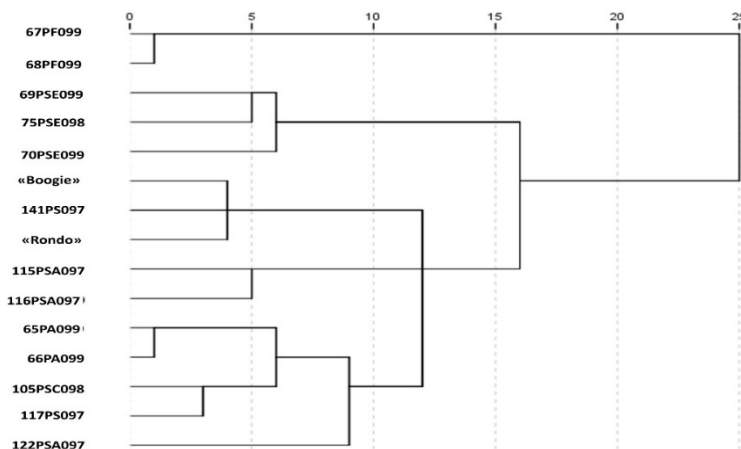 0 5 10 15 20 25
67PF099
68PF099
69PSE099
75PSE098
70PSE099
«Boogie»
141PS097
«Rondo»
115PSA097
116PSA097(
65PA099(
66PA099
105PSC098
117PS097
122PSA097